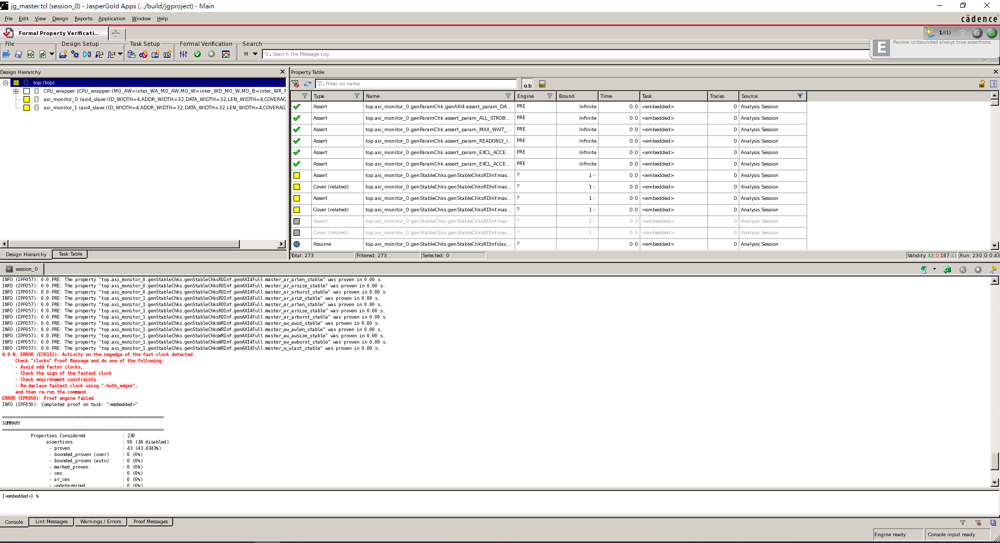 jg_master.tcl (session_0) - JasperGold Apps (.../build/jgproject) - Main
File Edit View Design Reports Application Window Help
cādence
Formal Property Verificati...
1/(1)
File Design Setup Task Setup Formal Verification Search
M Search the Message Log
E Review unbounded always true assertions
Design Hierarchy
top (top)
CPU_wrapper (CPU_wrapper:(M0_AW=inter_WA_M0_AW,M0_W=inter_WD_M0_W,M0_B=inter_WR_M
axi_monitor_0 (axi4_slave:(ID_WIDTH=4,ADDR_WIDTH=32,DATA_WIDTH=32,LEN_WIDTH=4,COVERAG
axi_monitor_1 (axi4_slave:(ID_WIDTH=4,ADDR_WIDTH=32,DATA_WIDTH=32,LEN_WIDTH=4,COVERAG
Design Hierarchy Task Table
Property Table
Filter on name
a.b
Type Name Engine Bound Time Task Traces Source
Assert top.axi_monitor_0.genParamChk.genAXI4.assert_param_DA... PRE Infinite 0.0 <embedded> 0 Analysis Session
Assert top.axi_monitor_0.genParamChk.assert_param_ALL_STROB... PRE Infinite 0.0 <embedded> 0 Analysis Session
Assert top.axi_monitor_0.genParamChk.assert_param_MAX_WAIT_... PRE Infinite 0.0 <embedded> 0 Analysis Session
Assert top.axi_monitor_0.genParamChk.assert_param_READONLY_I... PRE Infinite 0.0 <embedded> 0 Analysis Session
Assert top.axi_monitor_0.genParamChk.assert_param_EXCL_ACCE... PRE Infinite 0.0 <embedded> 0 Analysis Session
Assert top.axi_monitor_0.genParamChk.assert_param_EXCL_ACCE... PRE Infinite 0.0 <embedded> 0 Analysis Session
Assert top.axi_monitor_0.genStableChks.genStableChksRDInf.mas... ? 1 - 0.0 <embedded> 0 Analysis Session
Cover (related) top.axi_monitor_0.genStableChks.genStableChksRDInf.mas... ? 1 - 0.0 <embedded> 0 Analysis Session
Assert top.axi_monitor_0.genStableChks.genStableChksRDInf.mas... ? 1 - 0.0 <embedded> 0 Analysis Session
Cover (related) top.axi_monitor_0.genStableChks.genStableChksRDInf.mas... ? 1 - 0.0 <embedded> 0 Analysis Session
Assert top.axi_monitor_0.genStableChks.genStableChksRDInf.mas... ? 1 - 0.0 <embedded> 0 Analysis Session
Cover (related) top.axi_monitor_0.genStableChks.genStableChksRDInf.mas... ? 1 - 0.0 <embedded> 0 Analysis Session
Assume top.axi_monitor_0.genStableChks.genStableChksRDInf.slav... ? 0.0 <embedded> 0 Analysis Session
Total: 273 Filtered: 273 Selected: 0 Validity: 43:0:187:43 Run: 230:0:0:43
session_0
INFO (IPF057): 0.0.PRE: The property "top.axi_monitor_0.genStableChks.genStableChksRDInf.genAXI4Full.master_ar_arlen_stable" was proven in 0.00 s.
INFO (IPF057): 0.0.PRE: The property "top.axi_monitor_0.genStableChks.genStableChksRDInf.genAXI4Full.master_ar_arsize_stable" was proven in 0.00 s.
INFO (IPF057): 0.0.PRE: The property "top.axi_monitor_0.genStableChks.genStableChksRDInf.genAXI4Full.master_ar_arburst_stable" was proven in 0.00 s.
INFO (IPF057): 0.0.PRE: The property "top.axi_monitor_1.genStableChks.genStableChksRDInf.genAXI4Full.master_ar_arid_stable" was proven in 0.00 s.
INFO (IPF057): 0.0.PRE: The property "top.axi_monitor_1.genStableChks.genStableChksRDInf.genAXI4Full.master_ar_arlen_stable" was proven in 0.00 s.
INFO (IPF057): 0.0.PRE: The property "top.axi_monitor_1.genStableChks.genStableChksRDInf.genAXI4Full.master_ar_arsize_stable" was proven in 0.00 s.
INFO (IPF057): 0.0.PRE: The property "top.axi_monitor_1.genStableChks.genStableChksRDInf.genAXI4Full.master_ar_arburst_stable" was proven in 0.00 s.
INFO (IPF057): 0.0.PRE: The property "top.axi_monitor_1.genStableChks.genStableChksWRInf.genAXI4Full.master_aw_awid_stable" was proven in 0.00 s.
INFO (IPF057): 0.0.PRE: The property "top.axi_monitor_1.genStableChks.genStableChksWRInf.genAXI4Full.master_aw_awlen_stable" was proven in 0.00 s.
INFO (IPF057): 0.0.PRE: The property "top.axi_monitor_1.genStableChks.genStableChksWRInf.genAXI4Full.master_aw_awsize_stable" was proven in 0.00 s.
INFO (IPF057): 0.0.PRE: The property "top.axi_monitor_1.genStableChks.genStableChksWRInf.genAXI4Full.master_aw_awburst_stable" was proven in 0.00 s.
INFO (IPF057): 0.0.PRE: The property "top.axi_monitor_1.genStableChks.genStableChksWRInf.genAXI4Full.master_w_wlast_stable" was proven in 0.00 s.
0.0.N: ERROR (ECK112): Activity on the negedge of the fast clock detected.
Check "clocks" Proof Message and do one of the following:
- Avoid odd factor clocks,
- Check the sign of the fastest clock
- Check environment constraints
- Re-declare fastest clock using "-both_edges",
and then re-run the command.
ERROR (EPF059): Proof engine failed.
INFO (IPF059): Completed proof on task: "<embedded>"
==============================================================
SUMMARY
==============================================================
Properties Considered : 230
assertions : 99 (34 disabled)
- proven : 43 (43.4343%)
- bounded_proven (user) : 0 (0%)
- bounded_proven (auto) : 0 (0%)
- marked_proven : 0 (0%)
- cex : 0 (0%)
- ar_cex : 0 (0%)
- undetermined : 0 (0%)
[<embedded>] %
Console Lint Messages Warnings / Errors Proof Messages
Engine ready Console input ready